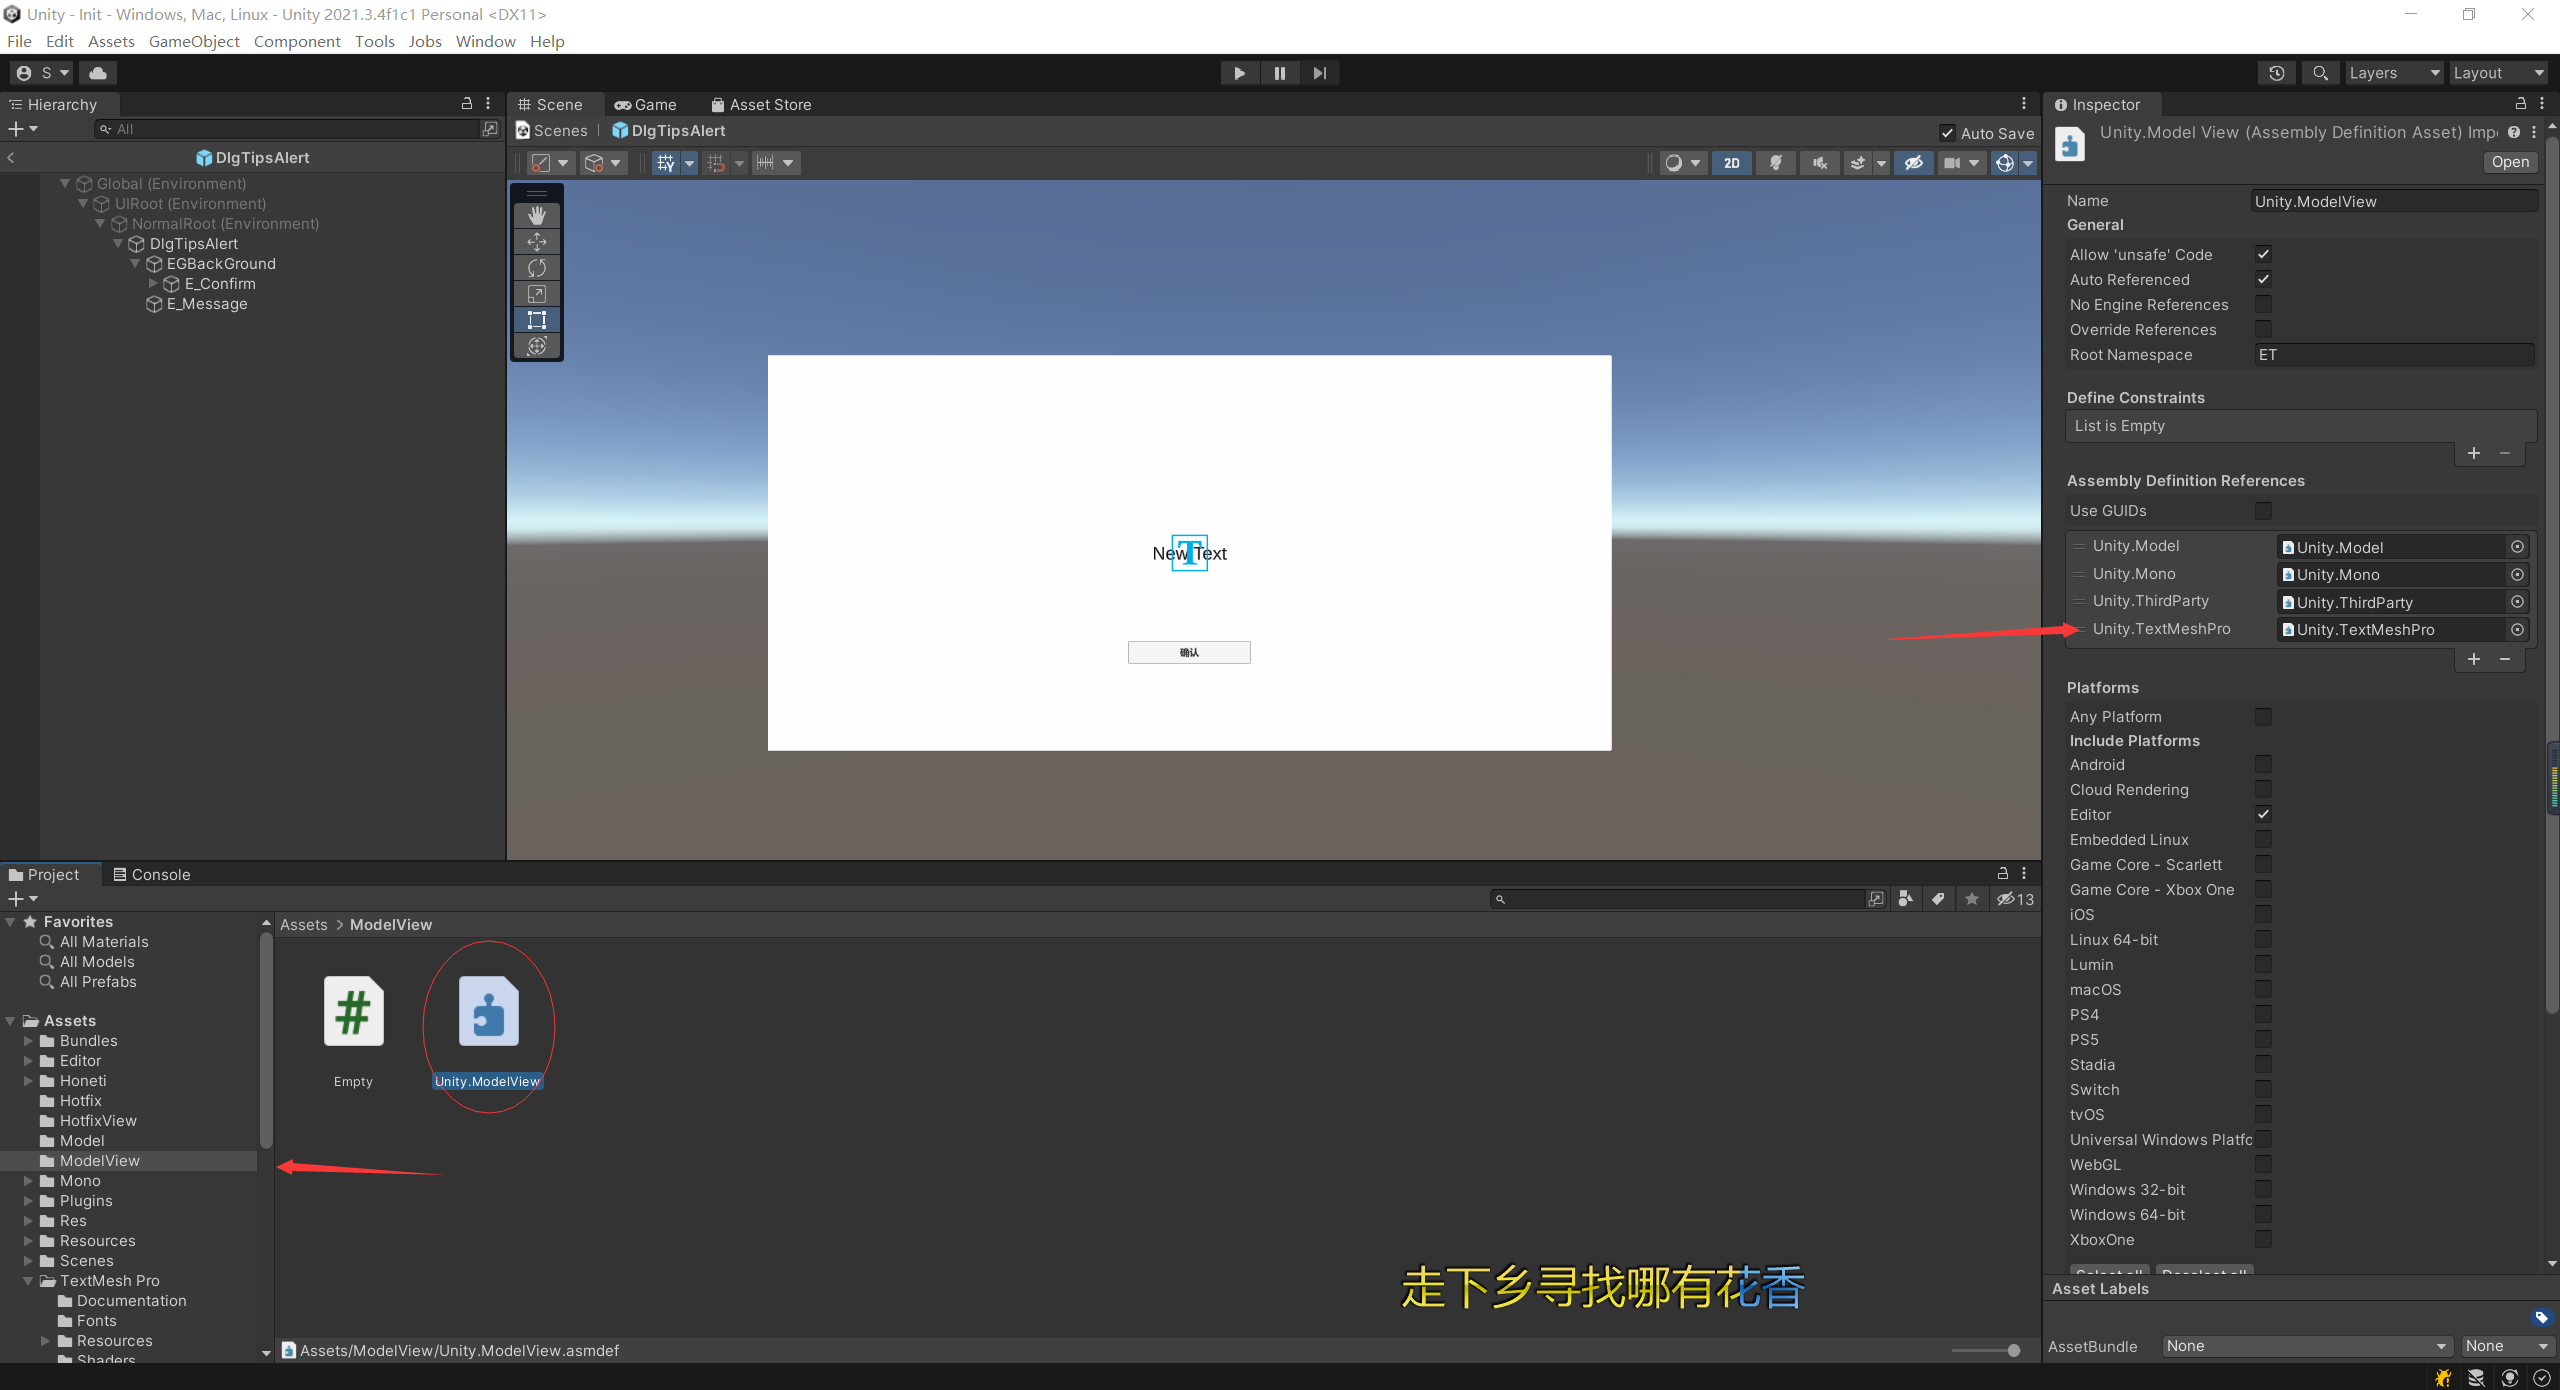 Unity - Init - Windows, Mac, Linux - Unity 2021.3.4f1c1 Personal <DX11>
File Edit Assets GameObject Component Tools Jobs Window Help
S
Layers Layout
Hierarchy
All
DlgTipsAlert
Global (Environment)
UIRoot (Environment)
NormalRoot (Environment)
DlgTipsAlert
EGBackGround
E_Confirm
E_Message
Scene Game Asset Store
Scenes | DlgTipsAlert
Auto Save
2D
New Text
确认
Project Console
13
Favorites
All Materials
All Models
All Prefabs
Assets
Bundles
Editor
Honeti
Hotfix
HotfixView
Model
ModelView
Mono
Plugins
Res
Resources
Scenes
TextMesh Pro
Documentation
Fonts
Resources
Shaders
Assets > ModelView
Empty
Unity.ModelView
走下乡寻找哪有花香
Assets/ModelView/Unity.ModelView.asmdef
Inspector
Unity.Model View (Assembly Definition Asset) Impo
Open
Name Unity.ModelView
General
Allow 'unsafe' Code
Auto Referenced
No Engine References
Override References
Root Namespace ET
Define Constraints
List is Empty
Assembly Definition References
Use GUIDs
Unity.Model Unity.Model
Unity.Mono Unity.Mono
Unity.ThirdParty Unity.ThirdParty
Unity.TextMeshPro Unity.TextMeshPro
Platforms
Any Platform
Include Platforms
Android
Cloud Rendering
Editor
Embedded Linux
Game Core - Scarlett
Game Core - Xbox One
iOS
Linux 64-bit
Lumin
macOS
PS4
PS5
Stadia
Switch
tvOS
Universal Windows Platfo
WebGL
Windows 32-bit
Windows 64-bit
XboxOne
Select all Deselect all
Asset Labels
AssetBundle None None